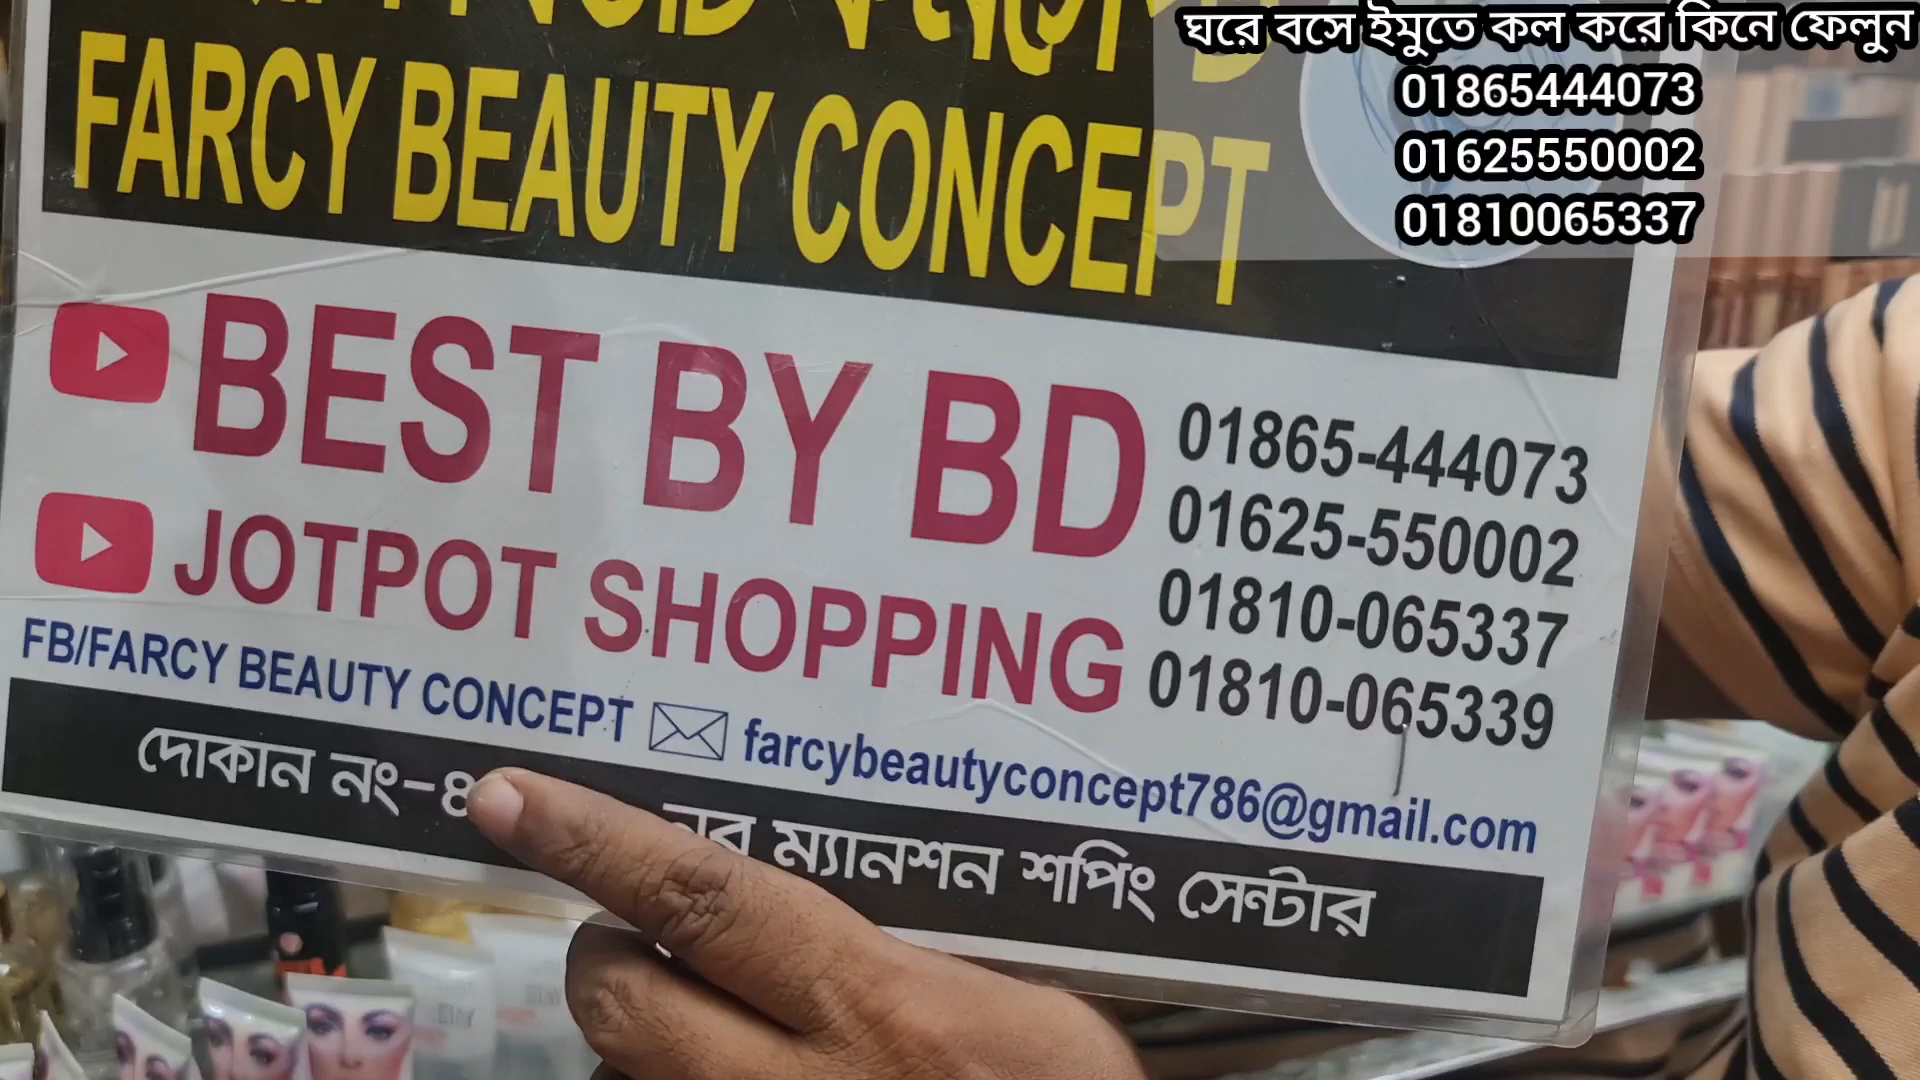 ঘরে বসে ইমুতে কল করে কিনে ফেলুন
01865444073
01625550002
01810065337
FARCY BEAUTY CONCEPT
BEST BY BD
JOTPOT SHOPPING
01865-444073
01625-550002
01810-065337
01810-065339
FB/FARCY BEAUTY CONCEPT farcybeautyconcept786@gmail.com
দোকান নং-৪ ম্যানশন শপিং সেন্টার